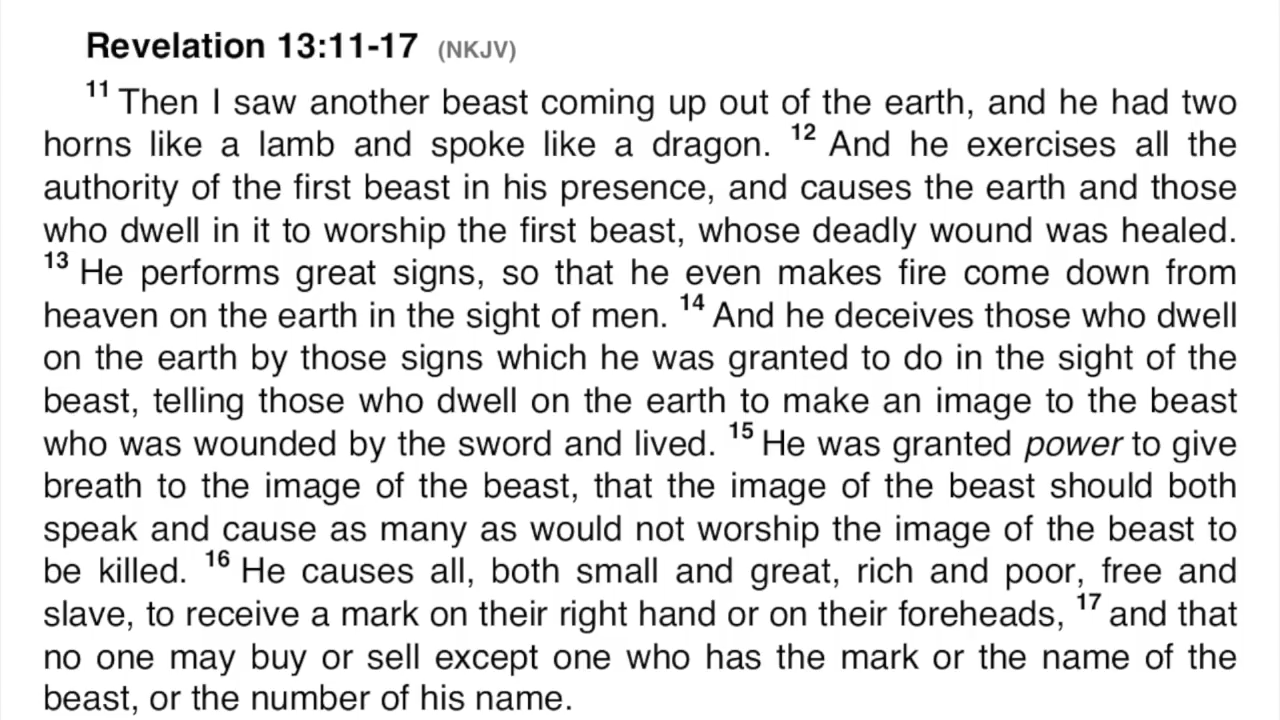 Revelation 13:11-17 (NKJV)
11 Then I saw another beast coming up out of the earth, and he had two
horns like a lamb and spoke like a dragon. 12 And he exercises all the
authority of the first beast in his presence, and causes the earth and those
who dwell in it to worship the first beast, whose deadly wound was healed.
13 He performs great signs, so that he even makes fire come down from
heaven on the earth in the sight of men. 14 And he deceives those who dwell
on the earth by those signs which he was granted to do in the sight of the
beast, telling those who dwell on the earth to make an image to the beast
who was wounded by the sword and lived. 15 He was granted power to give
breath to the image of the beast, that the image of the beast should both
speak and cause as many as would not worship the image of the beast to
be killed. 16 He causes all, both small and great, rich and poor, free and
slave, to receive a mark on their right hand or on their foreheads, 17 and that
no one may buy or sell except one who has the mark or the name of the
beast, or the number of his name.